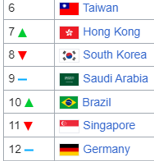 6 Taiwan
7 Hong Kong
8 South Korea
9 Saudi Arabia
10 Brazil
11 Singapore
12 Germany